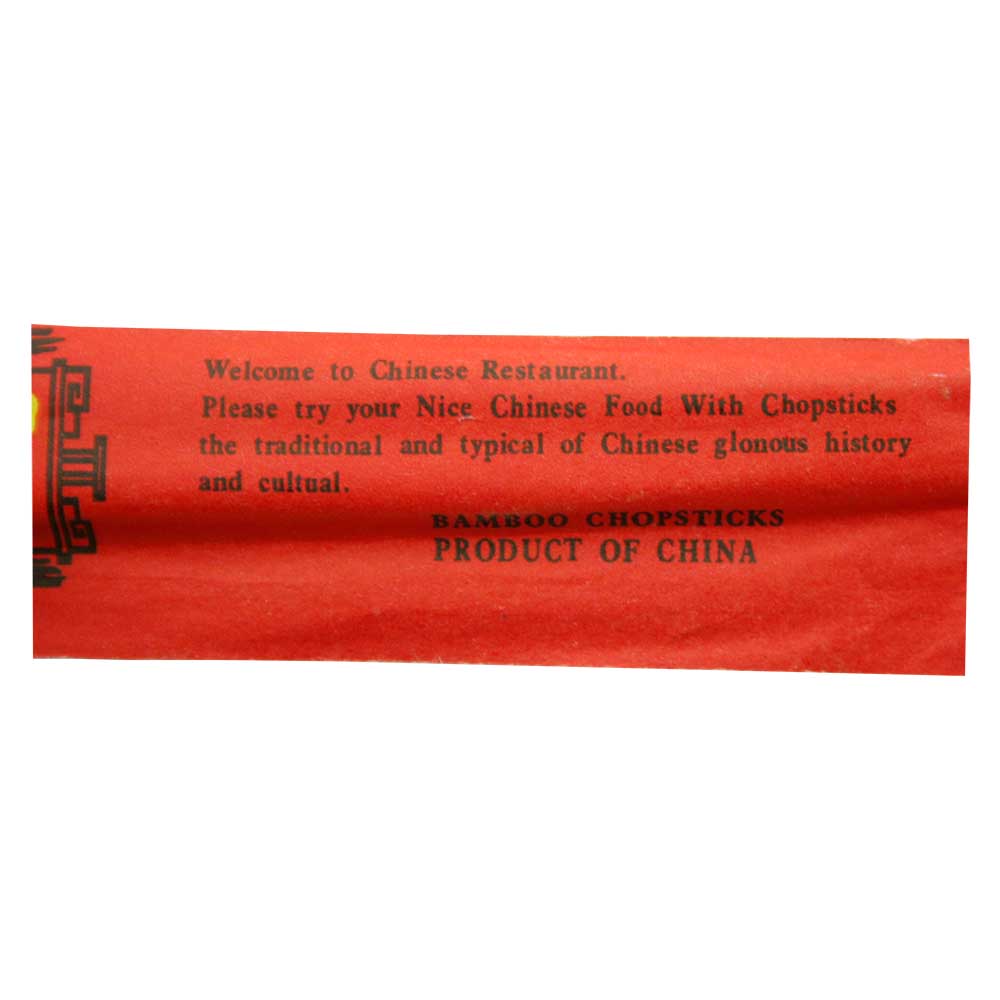 Welcome to Chinese Restaurant.
Please try your Nice Chinese Food With Chopsticks
the traditional and typical of Chinese glonous history
and cultual.
BAMBOO CHOPSTICKS
PRODUCT OF CHINA